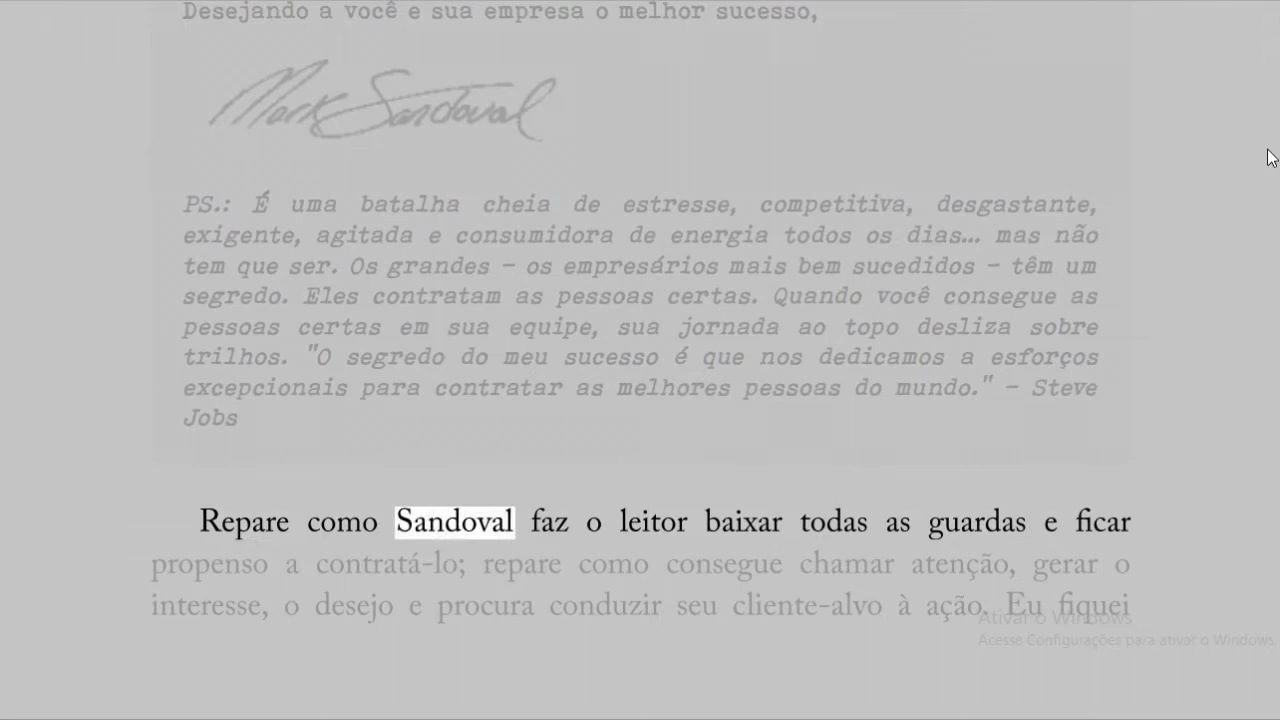 Desejando a você e sua empresa o melhor sucesso,
Mark Sandoval
PS.: É uma batalha cheia de estresse, competitiva, desgastante,
exigente, agitada e consumidora de energia todos os dias… mas não
tem que ser. Os grandes – os empresários mais bem sucedidos – têm um
segredo. Eles contratam as pessoas certas. Quando você consegue as
pessoas certas em sua equipe, sua jornada ao topo desliza sobre
trilhos. "O segredo do meu sucesso é que nos dedicamos a esforços
excepcionais para contratar as melhores pessoas do mundo." – Steve
Jobs
Repare como Sandoval faz o leitor baixar todas as guardas e ficar
propenso a contratá-lo; repare como consegue chamar atenção, gerar o
interesse, o desejo e procura conduzir seu cliente-alvo à ação. Eu fiquei
Ativar o Windows
Acesse Configurações para ativar o Windows.